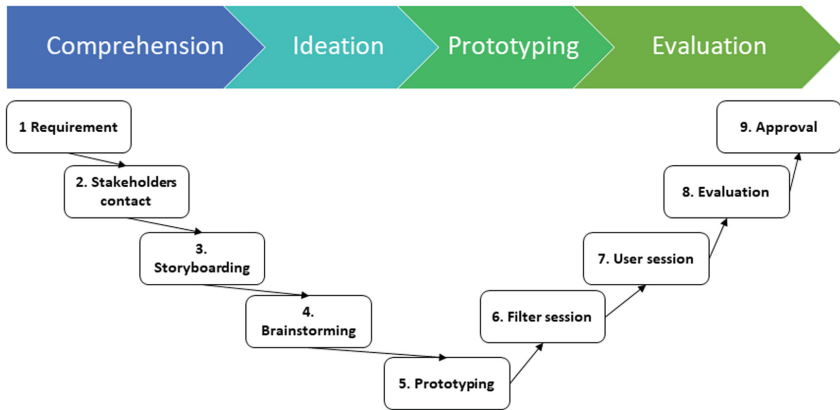 Comprehension
Ideation
Prototyping
Evaluation
1 Requirement
2. Stakeholders
contact
3.
Storyboarding
4.
Brainstorming
5. Prototyping
6. Filter session
7. User session
8. Evaluation
9. Approval